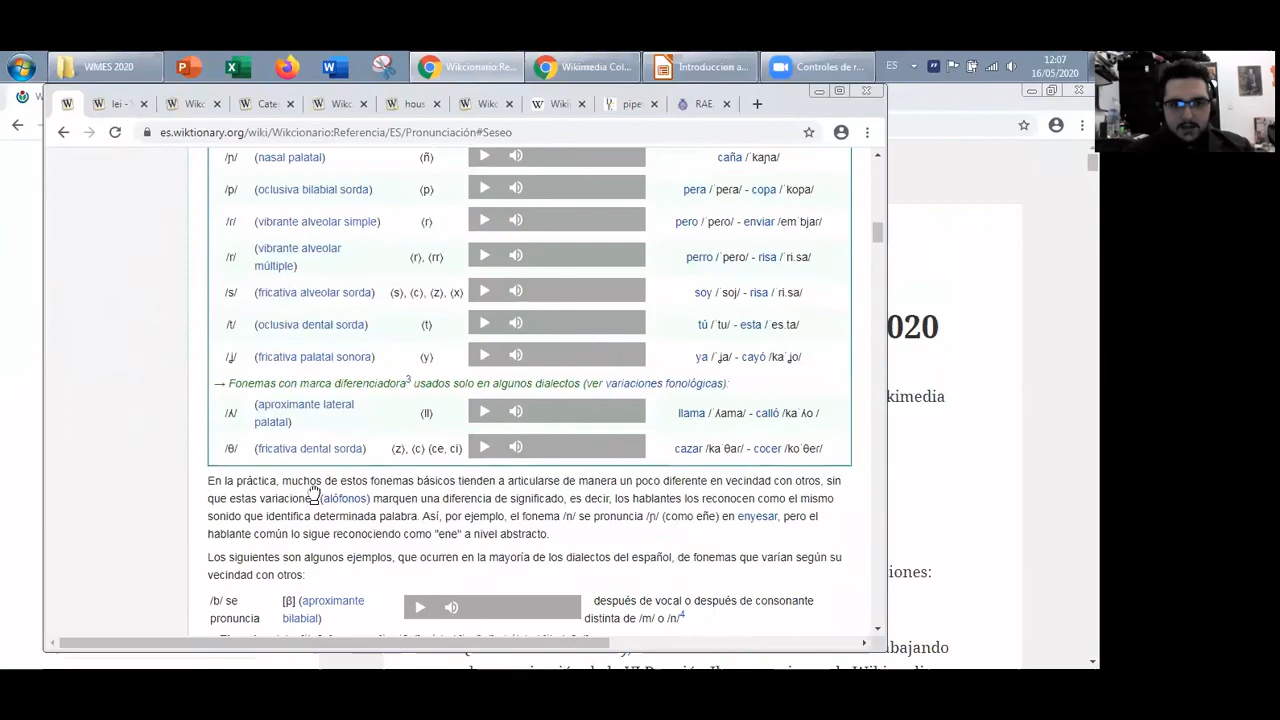 WMES 2020
Wikcionario:Re...
Wikimedia Col...
Introduccion a...
Controles de r...
ES
12:07
16/05/2020
lei - V
Wikc
Cate
Wikc
hous
Wikc
Wiki
pipe
RAE.
es.wiktionary.org/wiki/Wikcionario:Referencia/ES/Pronunciación#Seseo
/ɲ/ (nasal palatal) ⟨ñ⟩ caña /ˈkaɲa/
/p/ (oclusiva bilabial sorda) ⟨p⟩ pera /ˈpera/ - copa /ˈkopa/
/ɾ/ (vibrante alveolar simple) ⟨r⟩ pero /ˈpeɾo/ - enviar /emˈbjaɾ/
/r/ (vibrante alveolar múltiple) ⟨r⟩, ⟨rr⟩ perro /ˈpero/ - risa /ˈri.sa/
/s/ (fricativa alveolar sorda) ⟨s⟩, ⟨c⟩, ⟨z⟩, ⟨x⟩ soy /ˈsoj/ - risa /ˈri.sa/
/t/ (oclusiva dental sorda) ⟨t⟩ tú /ˈtu/ - esta /ˈes.ta/
/ʝ/ (fricativa palatal sonora) ⟨y⟩ ya /ˈʝa/ - cayó /kaˈʝo/
→ Fonemas con marca diferenciadora3 usados solo en algunos dialectos (ver variaciones fonológicas):
/ʎ/ (aproximante lateral palatal) ⟨ll⟩ llama /ˈʎama/ - calló /kaˈʎo /
/θ/ (fricativa dental sorda) ⟨z⟩, ⟨c⟩ (ce, ci) cazar /kaˈθaɾ/ - cocer /koˈθeɾ/
En la práctica, muchos de estos fonemas básicos tienden a articularse de manera un poco diferente en vecindad con otros, sin
que estas variacione (alófonos) marquen una diferencia de significado, es decir, los hablantes los reconocen como el mismo
sonido que identifica determinada palabra. Así, por ejemplo, el fonema /n/ se pronuncia /ɲ/ (como eñe) en enyesar, pero el
hablante común lo sigue reconociendo como "ene" a nivel abstracto.
Los siguientes son algunos ejemplos, que ocurren en la mayoría de los dialectos del español, de fonemas que varían según su
vecindad con otros:
/b/ se pronuncia [β] (aproximante bilabial) después de vocal o después de consonante
distinta de /m/ o /n/4
020
kimedia
iones:
abajando